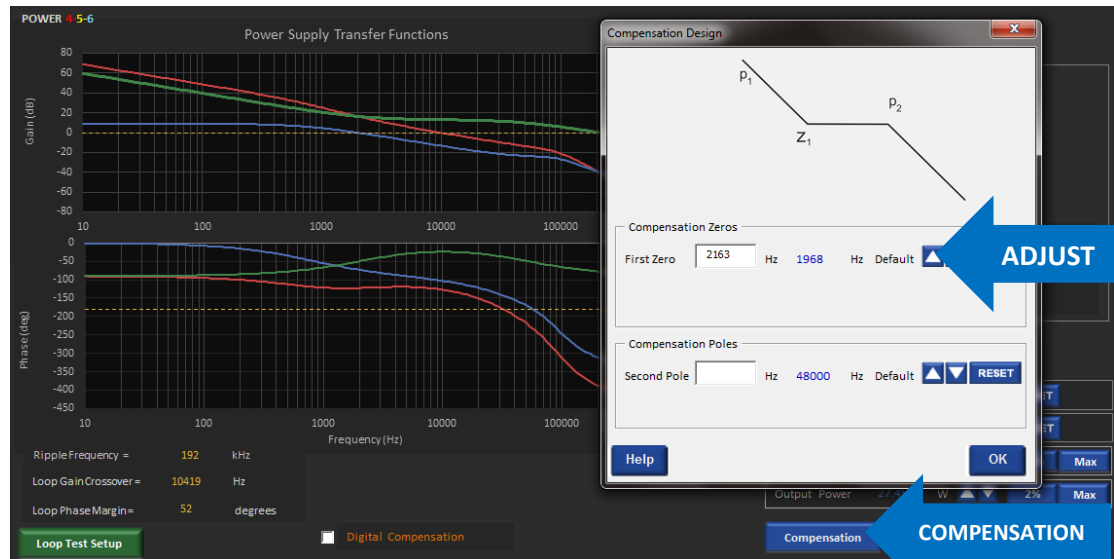 POWER 4-5-6
Power Supply Transfer Functions
80
60
40
20
0
-20
-40
-60
-80
Gain (dB)
10 100 1000 10000 100000
0
-50
-100
-150
-200
-250
-300
-350
-400
-450
Phase (deg)
10 100 1000 10000 100000
Frequency (Hz)
Ripple Frequency = 192 kHz
Loop Gain Crossover = 10419 Hz
Loop Phase Margin = 52 degrees
Loop Test Setup
Digital Compensation
Compensation Design
x
P1
P2
Z1
Compensation Zeros
First Zero 2163 Hz 1968 Hz Default
ADJUST
Compensation Poles
Second Pole Hz 48000 Hz Default RESET
Help OK
ET
ET
Max
Output Power W 2% Max
Compensation
COMPENSATION